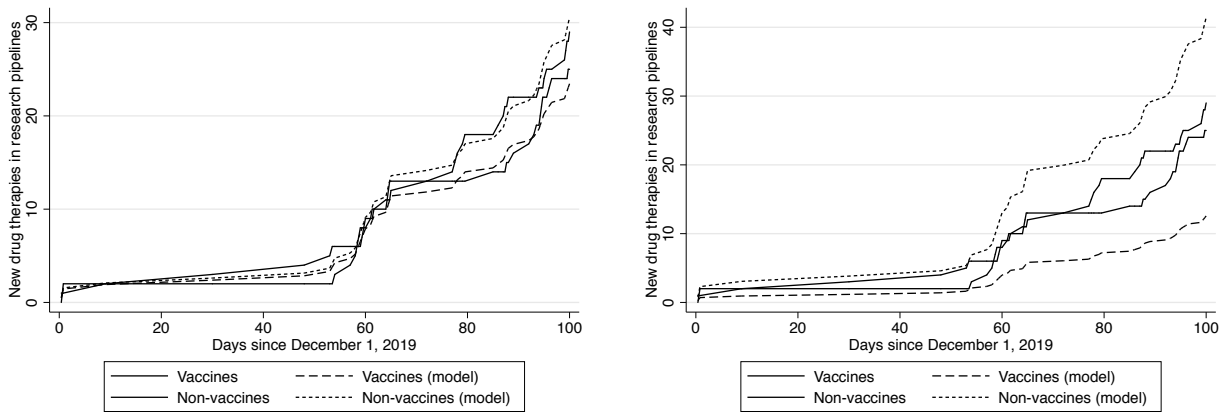 New drug therapies in research pipelines
30
20
10
0
0 20 40 60 80 100
Days since December 1, 2019
Vaccines Vaccines (model)
Non-vaccines Non-vaccines (model)
New drug therapies in research pipelines
40
30
20
10
0
0 20 40 60 80 100
Days since December 1, 2019
Vaccines Vaccines (model)
Non-vaccines Non-vaccines (model)